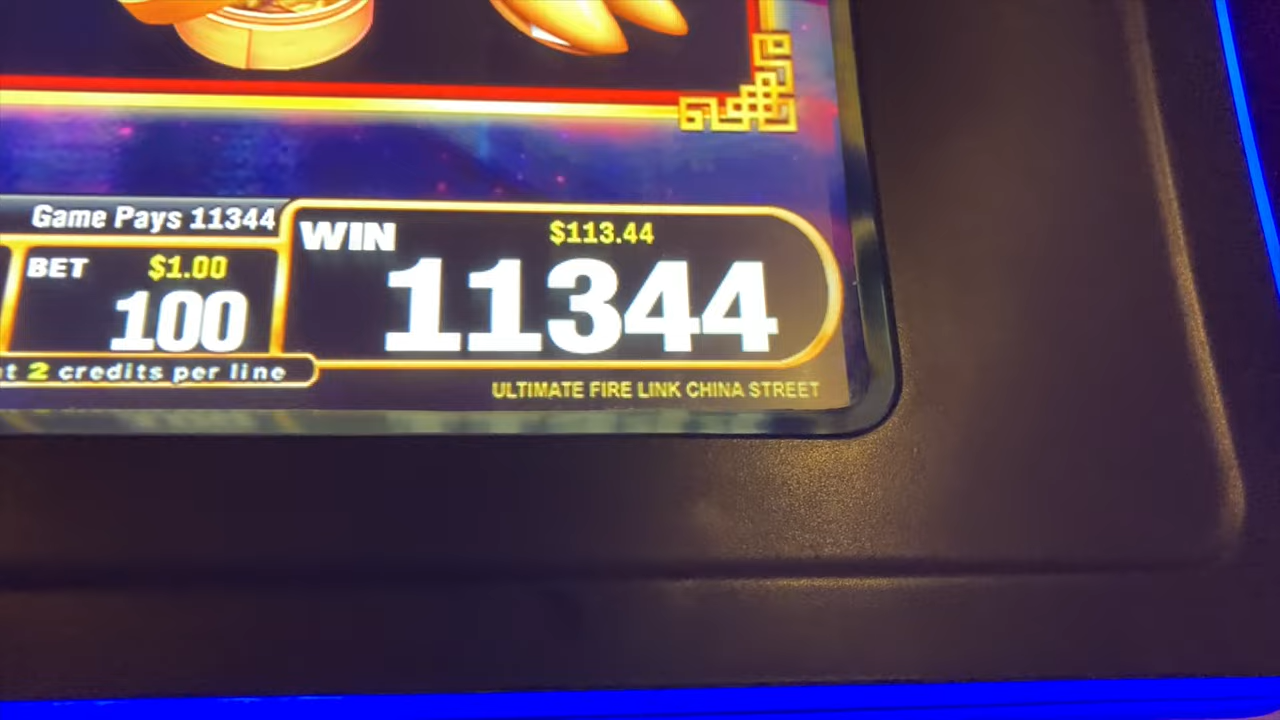 Game Pays 11344
WIN $113.44
11344
BET $1.00
100
2 credits per line
ULTIMATE FIRE LINK CHINA STREET